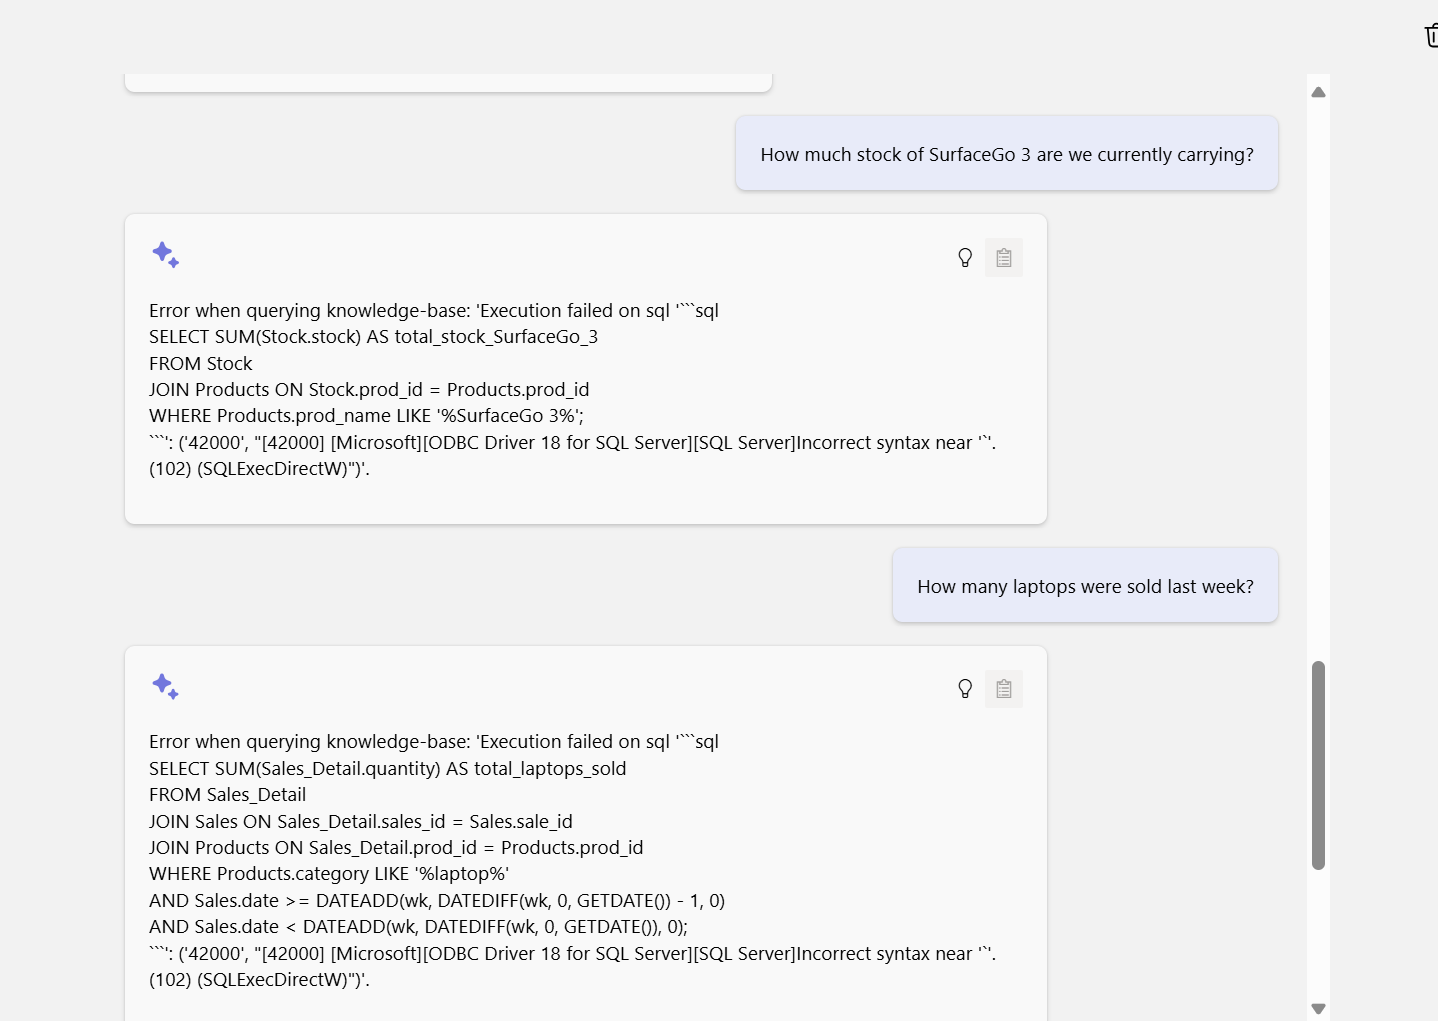 How much stock of SurfaceGo 3 are we currently carrying?
Error when querying knowledge-base: 'Execution failed on sql '```sql
SELECT SUM(Stock.stock) AS total_stock_SurfaceGo_3
FROM Stock
JOIN Products ON Stock.prod_id = Products.prod_id
WHERE Products.prod_name LIKE '%SurfaceGo 3%';
```': ('42000', "[42000] [Microsoft][ODBC Driver 18 for SQL Server][SQL Server]Incorrect syntax near '`'.
(102) (SQLExecDirectW)")'.
How many laptops were sold last week?
Error when querying knowledge-base: 'Execution failed on sql '```sql
SELECT SUM(Sales_Detail.quantity) AS total_laptops_sold
FROM Sales_Detail
JOIN Sales ON Sales_Detail.sales_id = Sales.sale_id
JOIN Products ON Sales_Detail.prod_id = Products.prod_id
WHERE Products.category LIKE '%laptop%'
AND Sales.date >= DATEADD(wk, DATEDIFF(wk, 0, GETDATE()) - 1, 0)
AND Sales.date < DATEADD(wk, DATEDIFF(wk, 0, GETDATE()), 0);
```': ('42000', "[42000] [Microsoft][ODBC Driver 18 for SQL Server][SQL Server]Incorrect syntax near '`'.
(102) (SQLExecDirectW)")'.